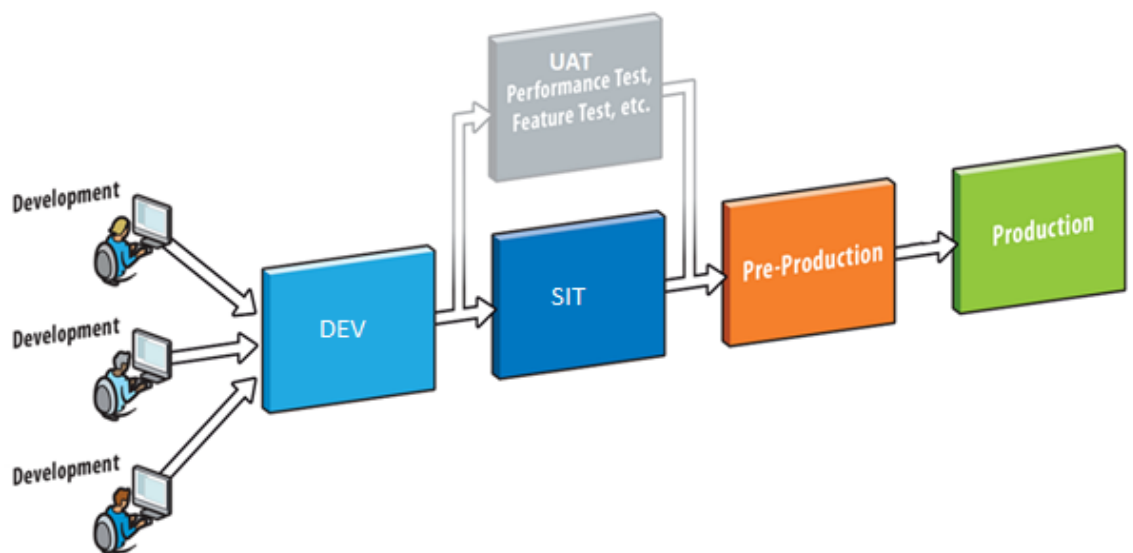 UAT
Performance Test,
Feature Test, etc.
Development
Development
Development
DEV
SIT
Pre-Production
Production